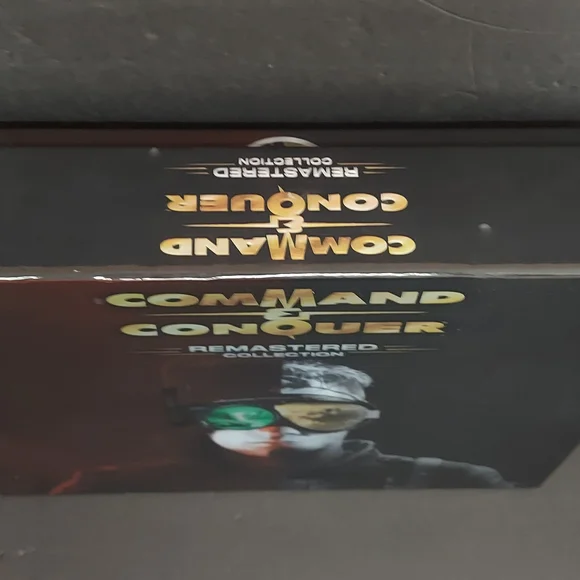 COMMAND
&
CONQUER
REMASTERED
COLLECTION
COMMAND
&
CONQUER
REMASTERED
COLLECTION